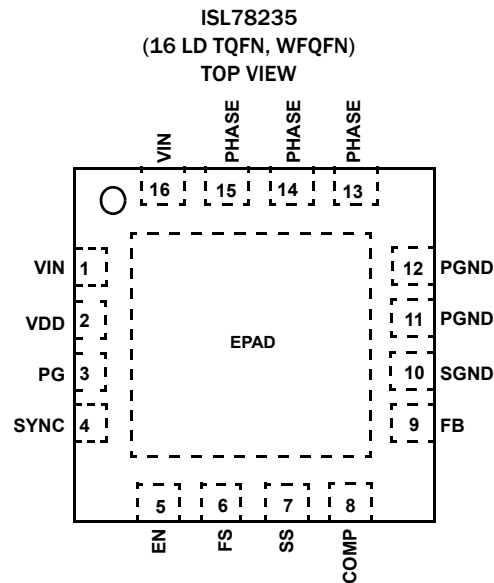 ISL78235
(16 LD TQFN, WFQFN)
TOP VIEW
VIN
PHASE
PHASE
PHASE
16
15
14
13
VIN
1
12
PGND
VDD
2
11
PGND
EPAD
PG
3
10
SGND
SYNC
4
9
FB
5
6
7
8
EN
FS
SS
COMP